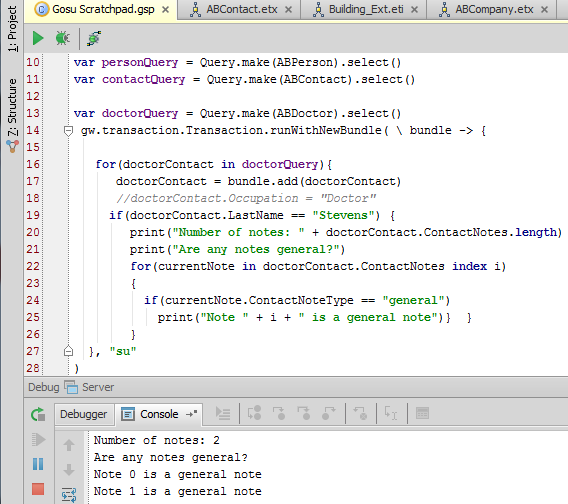 Gosu Scratchpad.gsp × ABContact.etx × Building_Ext.eti × ABCompany.etx ×
1: Project
7: Structure
10 var personQuery = Query.make(ABPerson).select()
11 var contactQuery = Query.make(ABContact).select()
12
13 var doctorQuery = Query.make(ABDoctor).select()
14 gw.transaction.Transaction.runWithNewBundle( \ bundle -> {
15
16 for(doctorContact in doctorQuery){
17 doctorContact = bundle.add(doctorContact)
18 //doctorContact.Occupation = "Doctor"
19 if(doctorContact.LastName == "Stevens") {
20 print("Number of notes: " + doctorContact.ContactNotes.length)
21 print("Are any notes general?")
22 for(currentNote in doctorContact.ContactNotes index i)
23 {
24 if(currentNote.ContactNoteType == "general")
25 print("Note " + i + " is a general note")} }
26 }
27 }, "su"
28 )
Debug Server
Debugger Console
Number of notes: 2
Are any notes general?
Note 0 is a general note
Note 1 is a general note